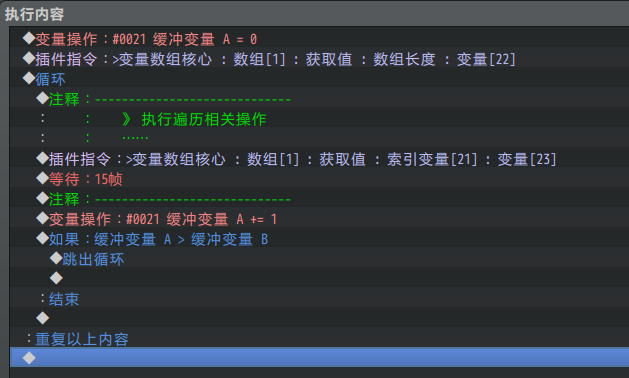 执行内容
◆变量操作：#0021 缓冲变量 A = 0
◆插件指令：>变量数组核心 : 数组[1] : 获取值 : 数组长度 : 变量[22]
◆循环
◆注释：-----------------------------
：　　：　　》 执行遍历相关操作
：　　：　　……
◆插件指令：>变量数组核心 : 数组[1] : 获取值 : 索引变量[21] : 变量[23]
◆等待：15帧
◆注释：-----------------------------
◆变量操作：#0021 缓冲变量 A += 1
◆如果：缓冲变量 A > 缓冲变量 B
◆跳出循环
◆
：结束
◆
：重复以上内容
◆